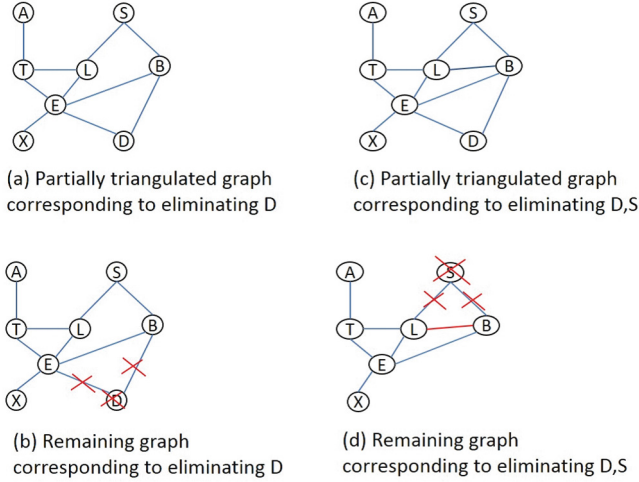 A S
T L B
E
X D
(a) Partially triangulated graph
corresponding to eliminating D
A S
T L B
E
X D
(c) Partially triangulated graph
corresponding to eliminating D,S
A S
T L B
E
X D
(b) Remaining graph
corresponding to eliminating D
A S
T L B
E
X
(d) Remaining graph
corresponding to eliminating D,S